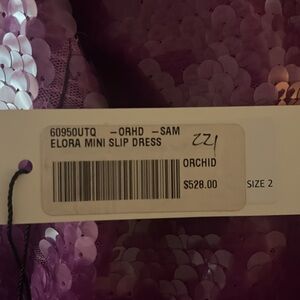 60950UTQ -ORHD -SAM
ELORA MINI SLIP DRESS 221
ORCHID
$528.00 SIZE 2